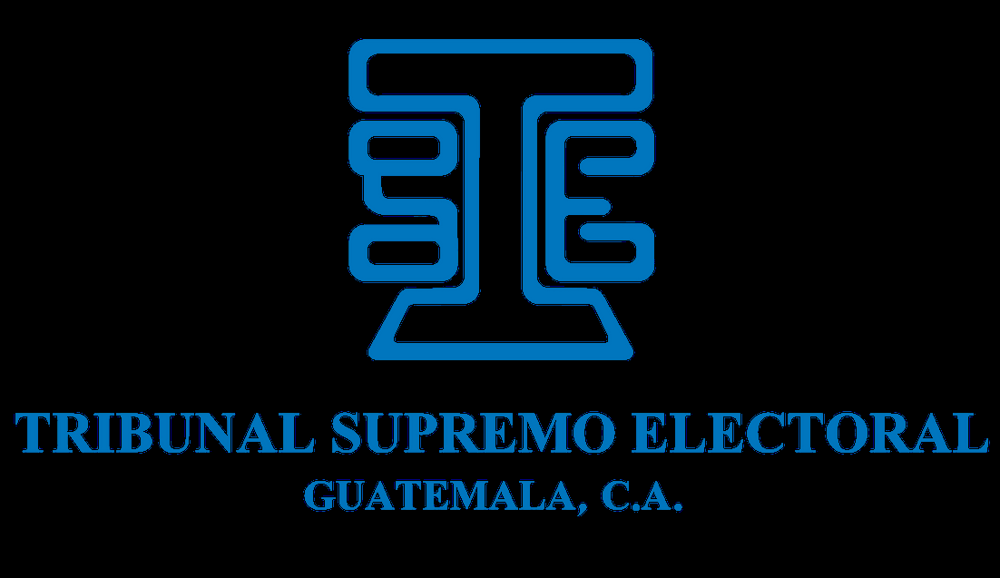 TRIBUNAL SUPREMO ELECTORAL
GUATEMALA, C.A.